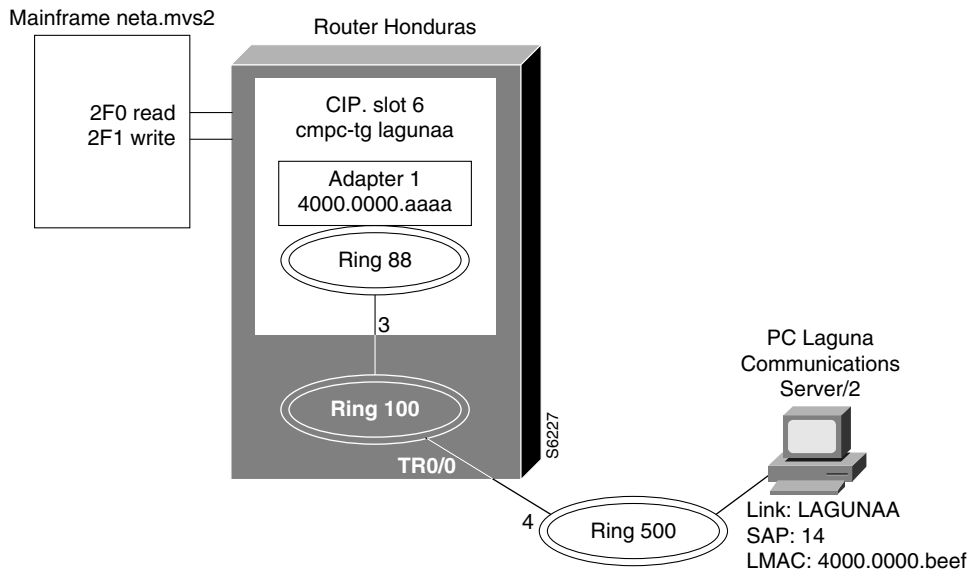 Mainframe neta.mvs2
2F0 read
2F1 write
Router Honduras
CIP. slot 6
cmpc-tg lagunaa
Adapter 1
4000.0000.aaaa
Ring 88
3
Ring 100
TR0/0
S6227
4
Ring 500
PC Laguna
Communications
Server/2
Link: LAGUNAA
SAP: 14
LMAC: 4000.0000.beef